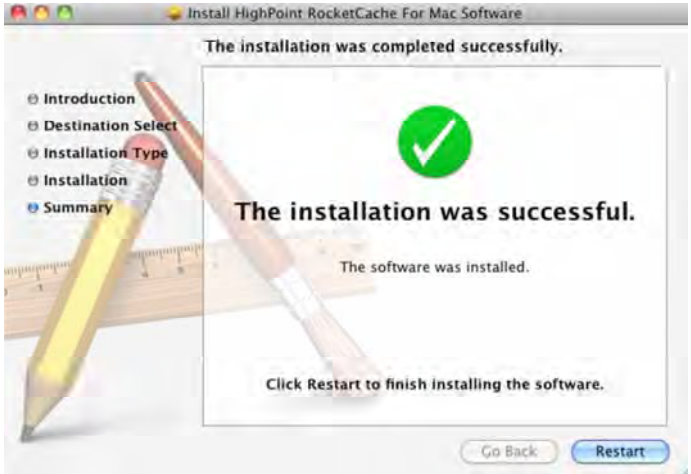 Install HighPoint RocketCache For Mac Software
The installation was completed successfully.
Introduction
Destination Select
Installation Type
Installation
Summary
The installation was successful.
The software was installed.
Click Restart to finish installing the software.
Go Back
Restart